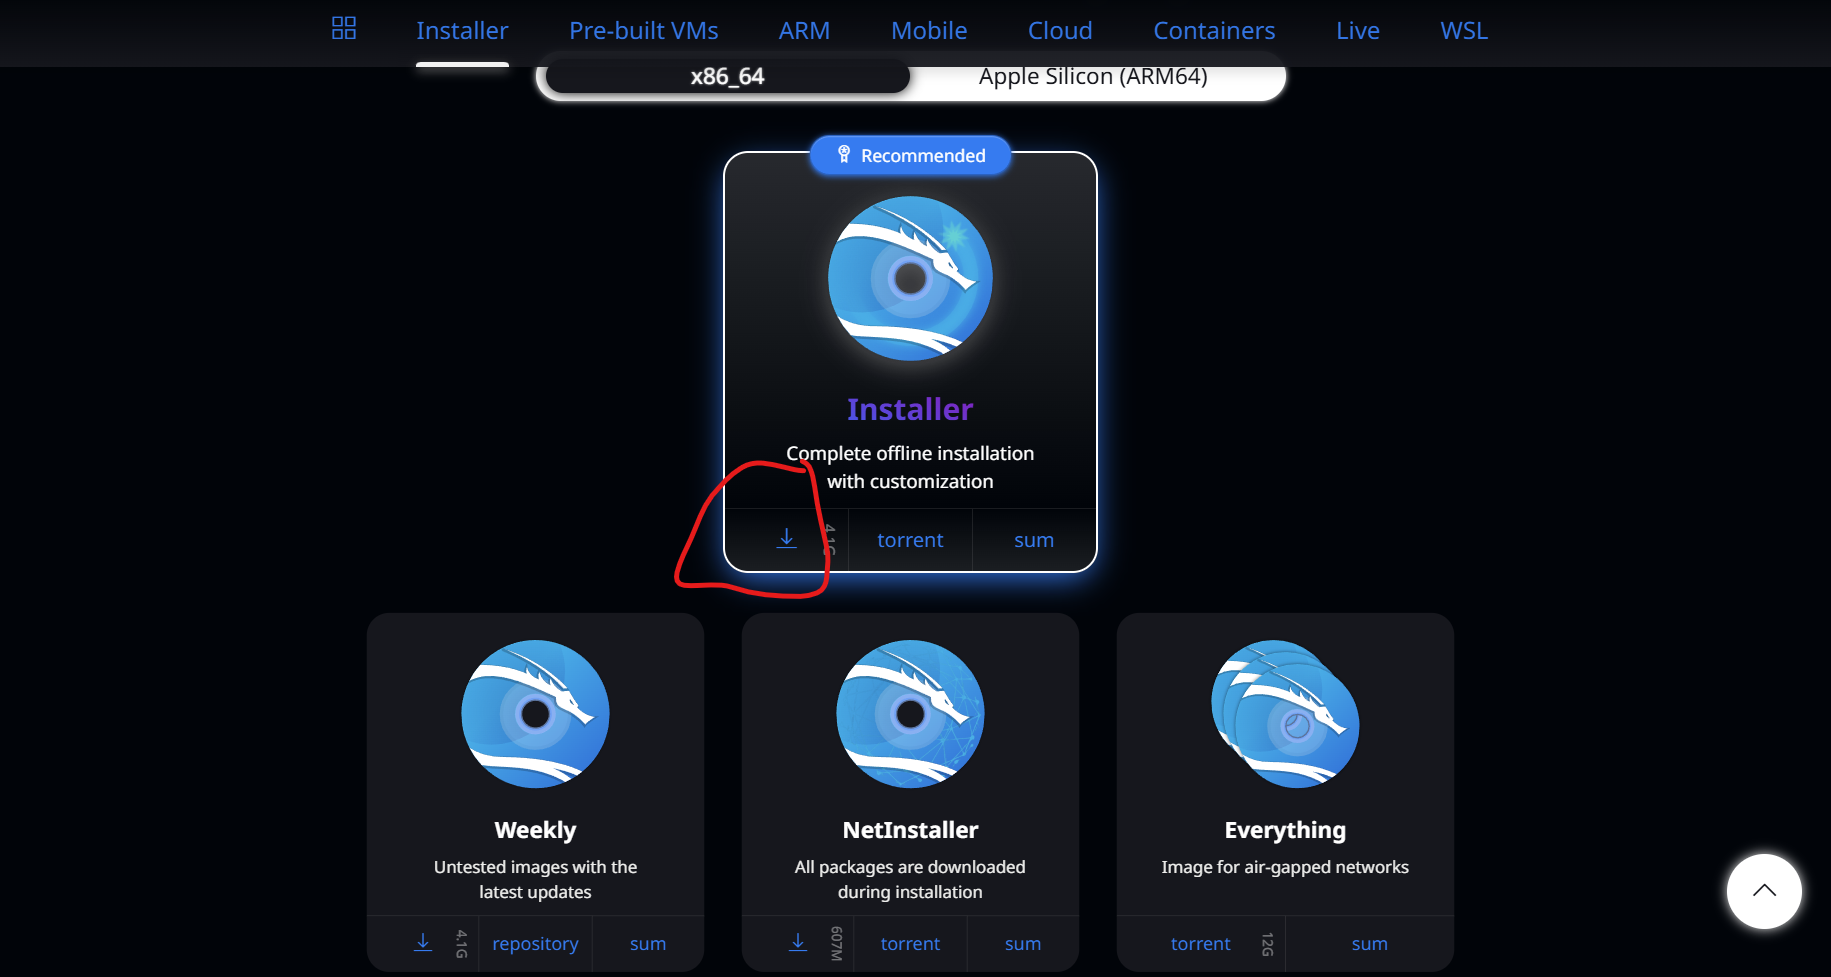 Installer
Pre-built VMs
ARM
Mobile
Cloud
Containers
Live
WSL
x86_64
Apple Silicon (ARM64)
Recommended
Installer
Complete offline installation
with customization
4.1G
torrent
sum
Weekly
Untested images with the
latest updates
4.1G
repository
sum
NetInstaller
All packages are downloaded
during installation
607M
torrent
sum
Everything
Image for air-gapped networks
torrent
12G
sum